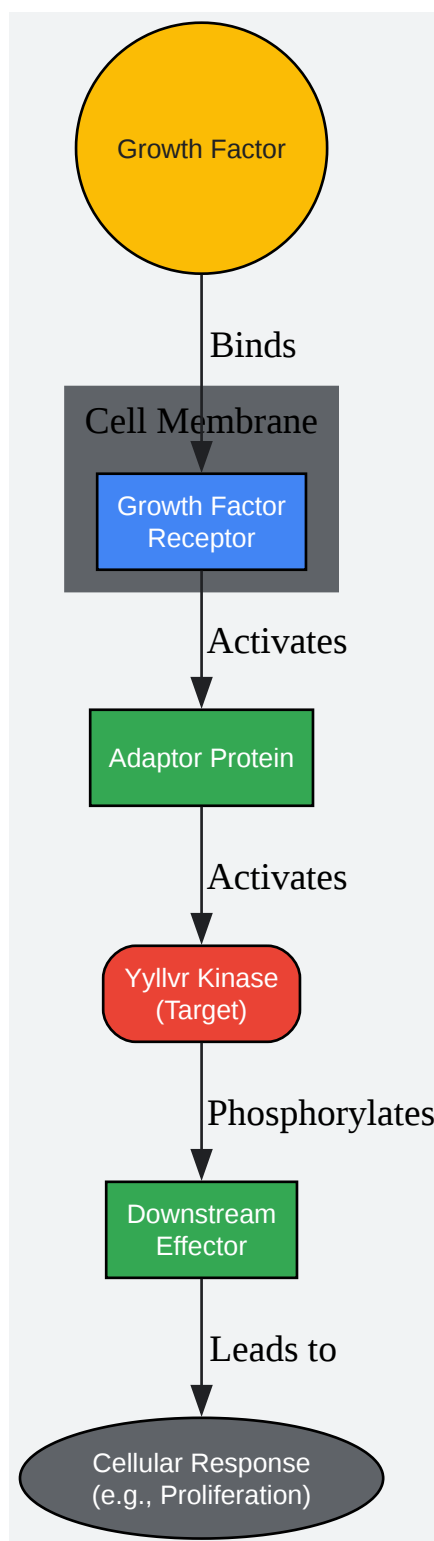 Growth Factor
Binds
Cell Membrane
Growth Factor
Receptor
Activates
Adaptor Protein
Activates
Yyllvr Kinase
(Target)
Phosphorylates
Downstream
Effector
Leads to
Cellular Response
(e.g., Proliferation)